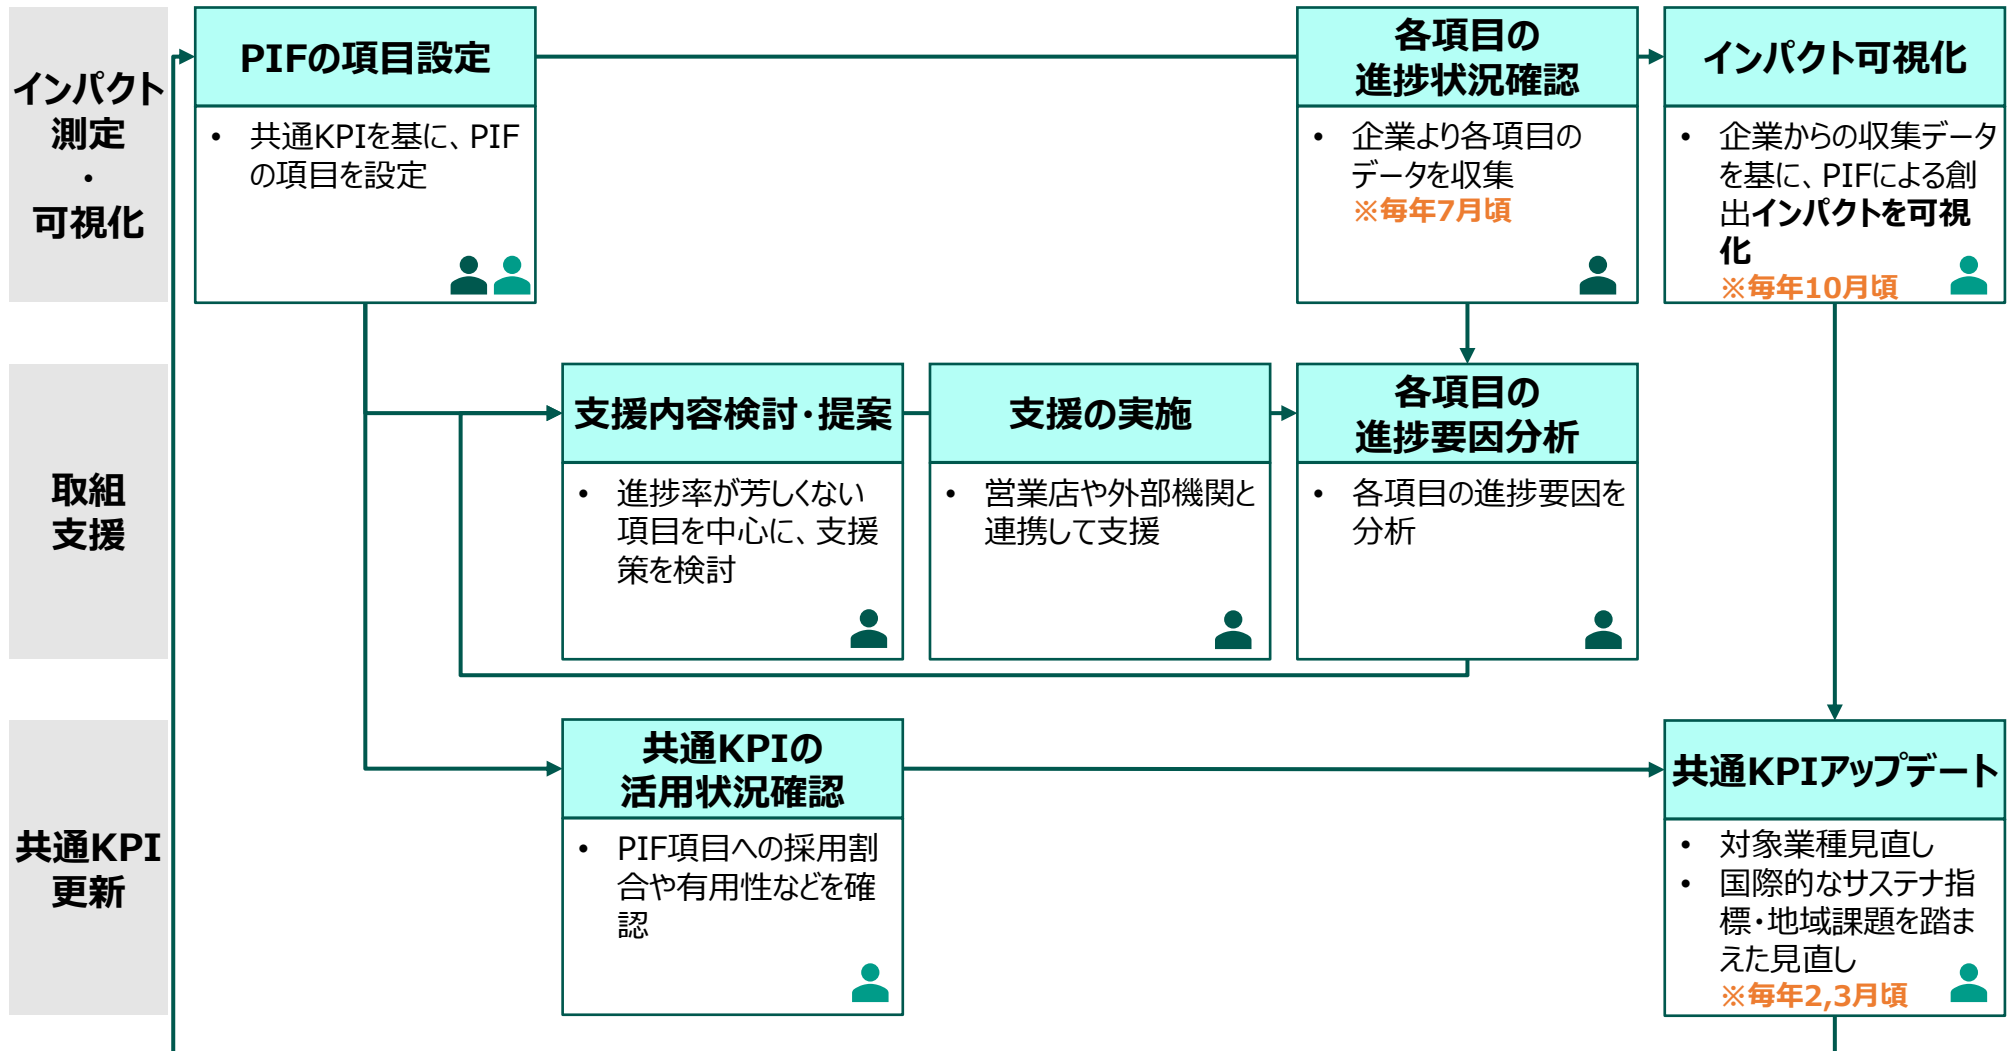 インパクト
測定
・
可視化
PIFの項目設定
• 共通KPIを基に、PIF
の項目を設定
各項目の
進捗状況確認
• 企業より各項目の
データを収集
※毎年7月頃
インパクト可視化
• 企業からの収集データ
を基に、PIFによる創
出インパクトを可視
化
※毎年10月頃
取組
支援
支援内容検討・提案
• 進捗率が芳しくない
項目を中心に、支援
策を検討
支援の実施
• 営業店や外部機関と
連携して支援
各項目の
進捗要因分析
• 各項目の進捗要因を
分析
共通KPI
更新
共通KPIの
活用状況確認
• PIF項目への採用割
合や有用性などを確
認
共通KPIアップデート
• 対象業種見直し
• 国際的なサステナ指
標・地域課題を踏ま
えた見直し
※毎年2,3月頃